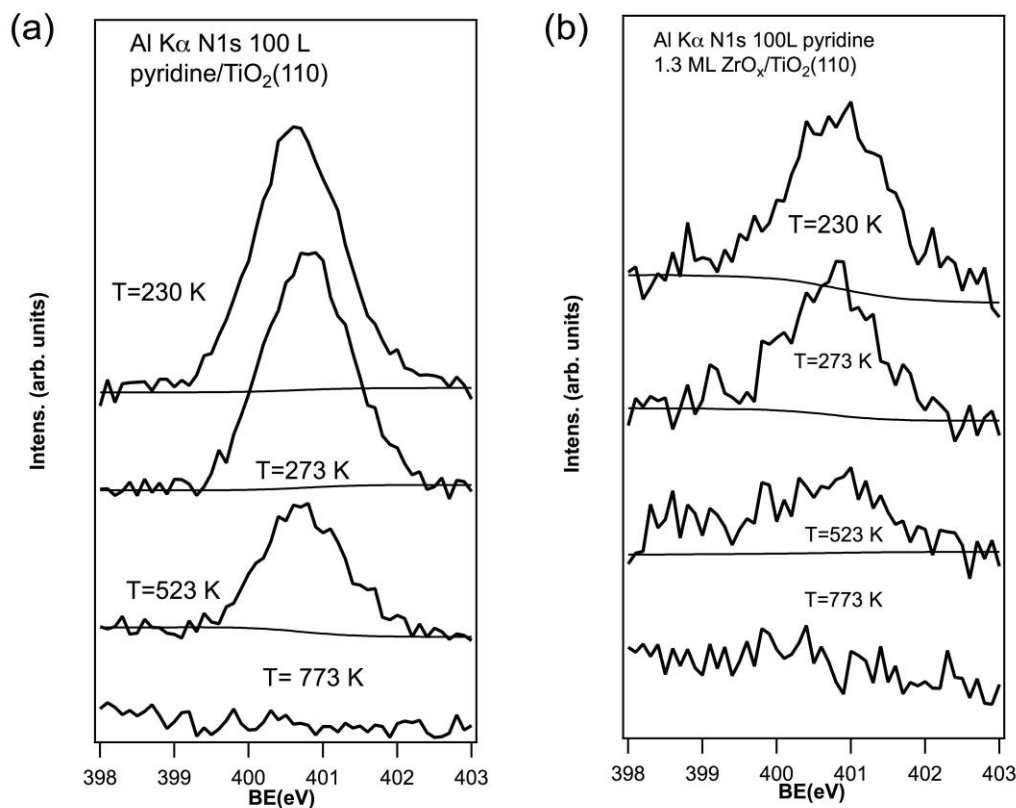 (a)
Al Kα N1s 100 L
pyridine/TiO2(110)
T=230 K
T=273 K
T=523 K
T= 773 K
Intens. (arb. units)
398 399 400 401 402 403
BE(eV)
(b)
Al Kα N1s 100L pyridine
1.3 ML ZrOx/TiO2(110)
T=230 K
T=273 K
T=523 K
T=773 K
Intens. (arb. units)
398 399 400 401 402 403
BE(eV)